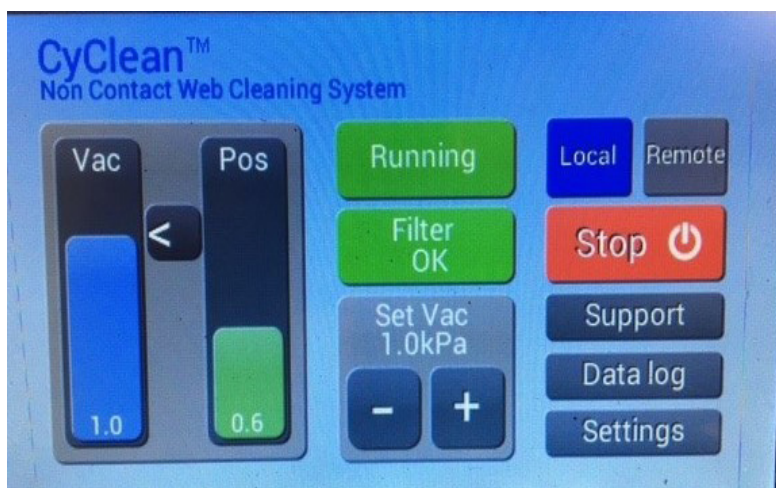 CyClean™
Non Contact Web Cleaning System
Vac
Pos
<
1.0
0.6
Running
Filter
OK
Set Vac
1.0kPa
-
+
Local
Remote
Stop
Support
Data log
Settings